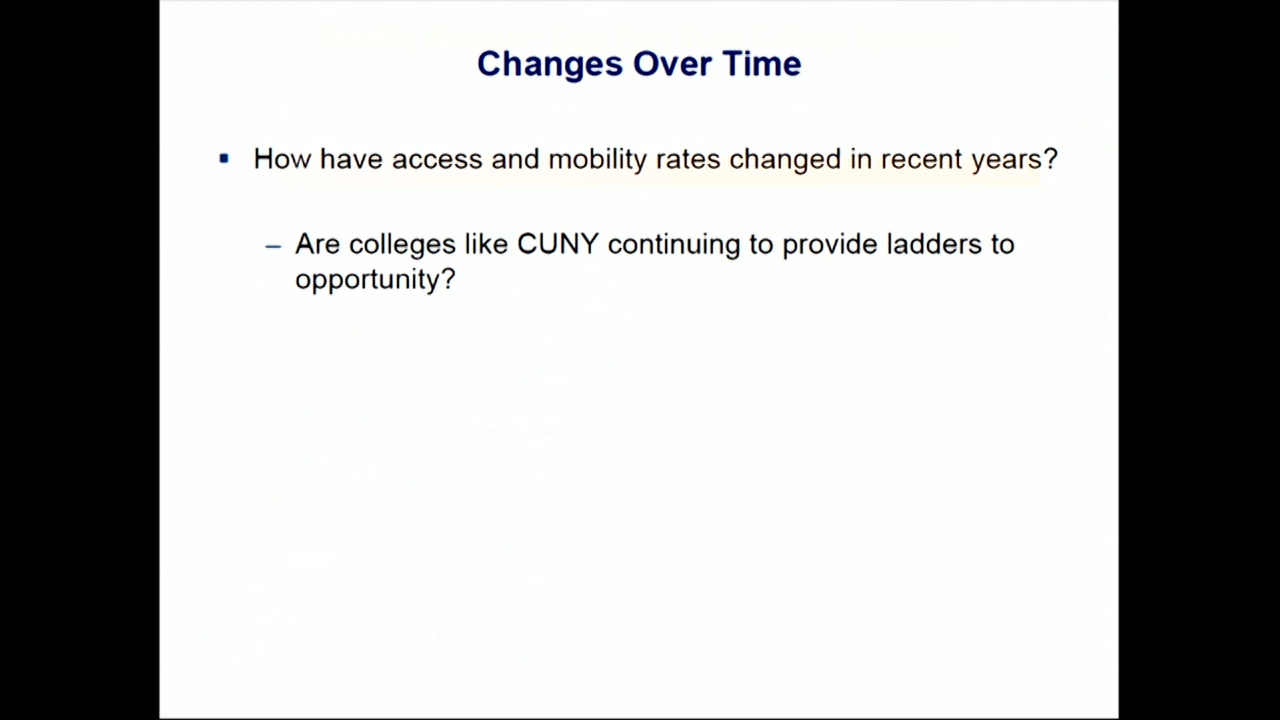 Changes Over Time
▪ How have access and mobility rates changed in recent years?
– Are colleges like CUNY continuing to provide ladders to
opportunity?